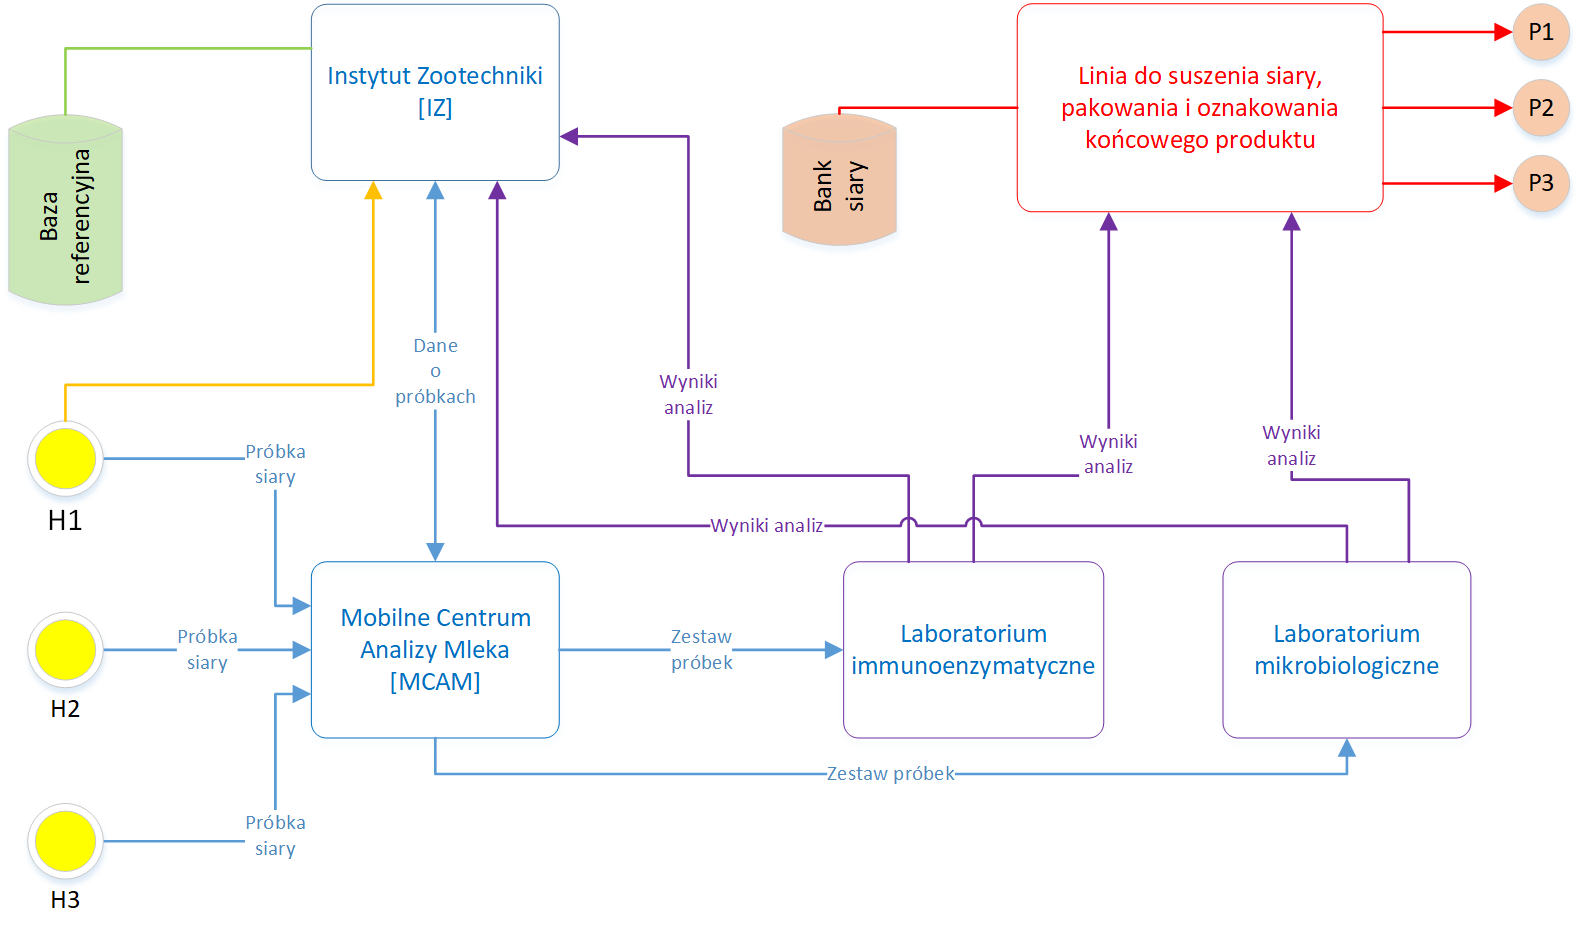 Instytut Zootechniki
[IZ]
Linia do suszenia siary,
pakowania i oznakowania
końcowego produktu
P1
P2
P3
Baza
referencyjna
Bank
siary
Dane
o
próbkach
Wyniki
analiz
Wyniki
analiz
Wyniki
analiz
Próbka
siary
H1
Wyniki analiz
Mobilne Centrum
Analizy Mleka
[MCAM]
Próbka
siary
H2
Zestaw
próbek
Laboratorium
immunoenzymatyczne
Laboratorium
mikrobiologiczne
Zestaw próbek
Próbka
siary
H3